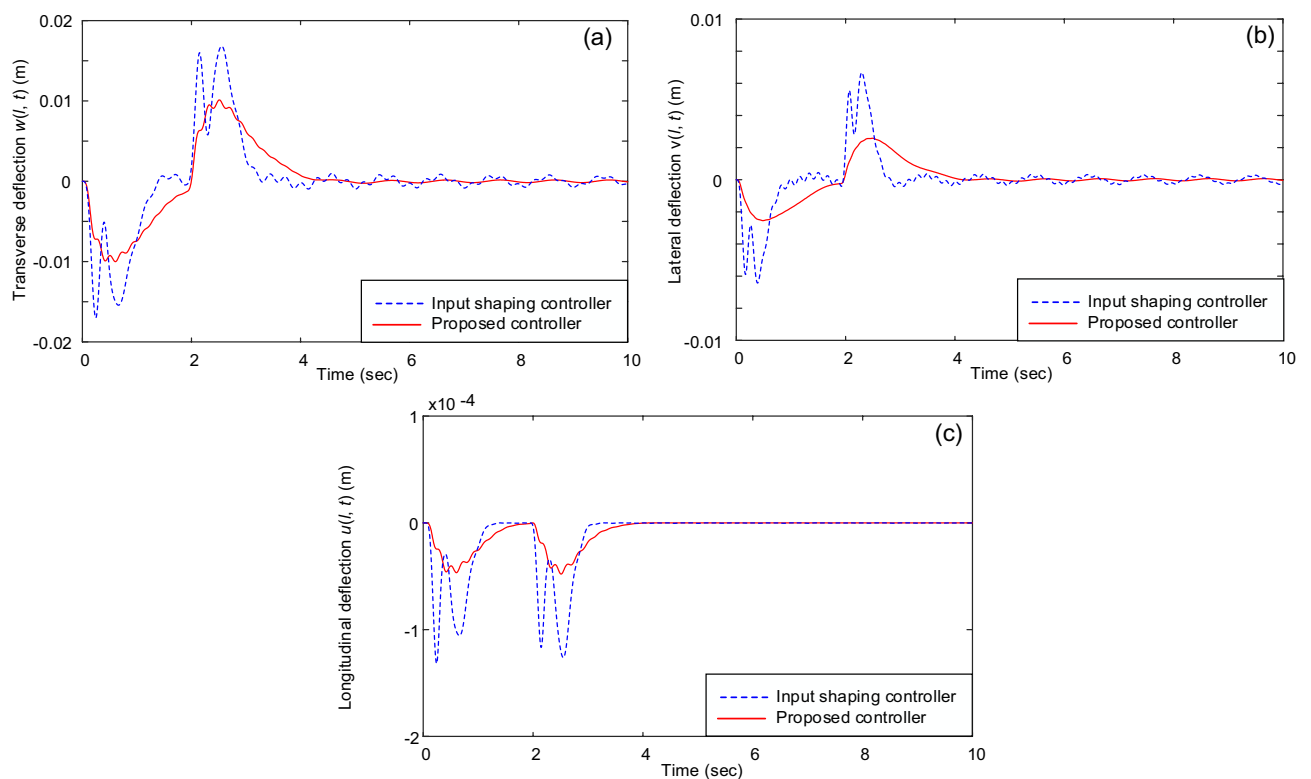 (a)
Transverse deflection w(l, t) (m)
0.02
0.01
0
-0.01
-0.02
0 2 4 6 8 10
Time (sec)
Input shaping controller
Proposed controller
(b)
Lateral deflection v(l, t) (m)
0.01
0
-0.01
0 2 4 6 8 10
Time (sec)
Input shaping controller
Proposed controller
(c)
x10 -4
Longitudinal deflection u(l, t) (m)
1
0
-1
-2
0 2 4 6 8 10
Time (sec)
Input shaping controller
Proposed controller